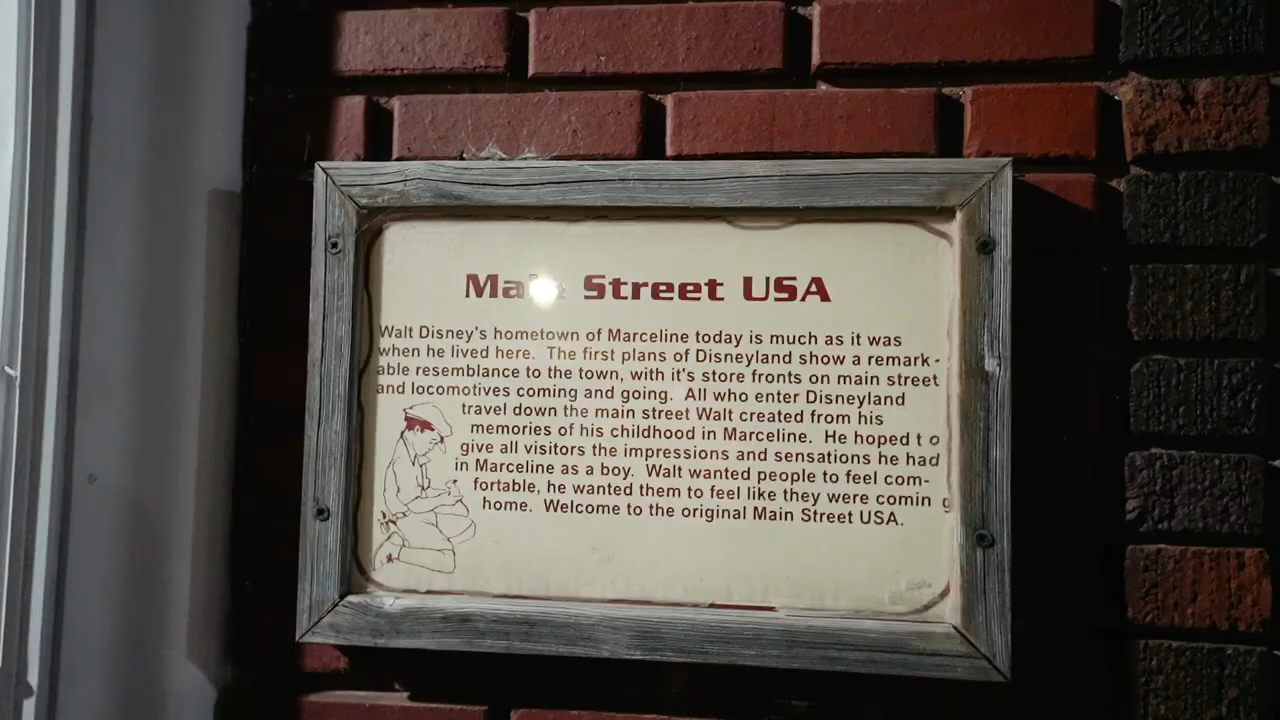 Main Street USA
Walt Disney's hometown of Marceline today is much as it was
when he lived here. The first plans of Disneyland show a remark-
able resemblance to the town, with it's store fronts on main street
and locomotives coming and going. All who enter Disneyland
travel down the main street Walt created from his
memories of his childhood in Marceline. He hoped to
give all visitors the impressions and sensations he had
in Marceline as a boy. Walt wanted people to feel com-
fortable, he wanted them to feel like they were coming
home. Welcome to the original Main Street USA.